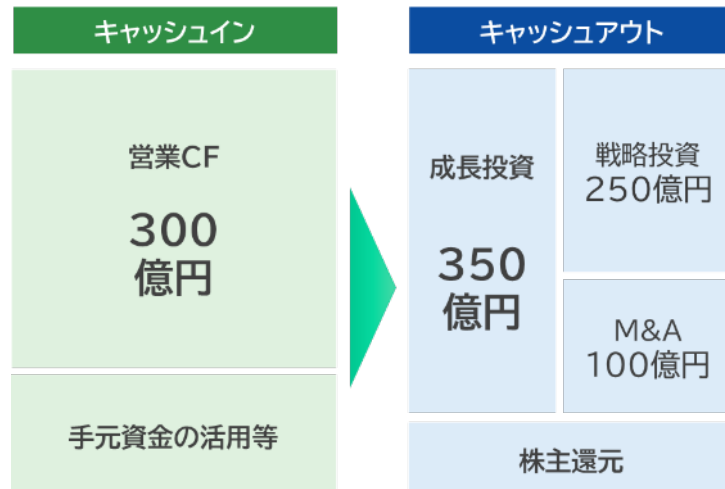 キャッシュイン
営業CF
300
億円
手元資金の活用等
キャッシュアウト
成長投資
350
億円
戦略投資
250億円
M&A
100億円
株主還元